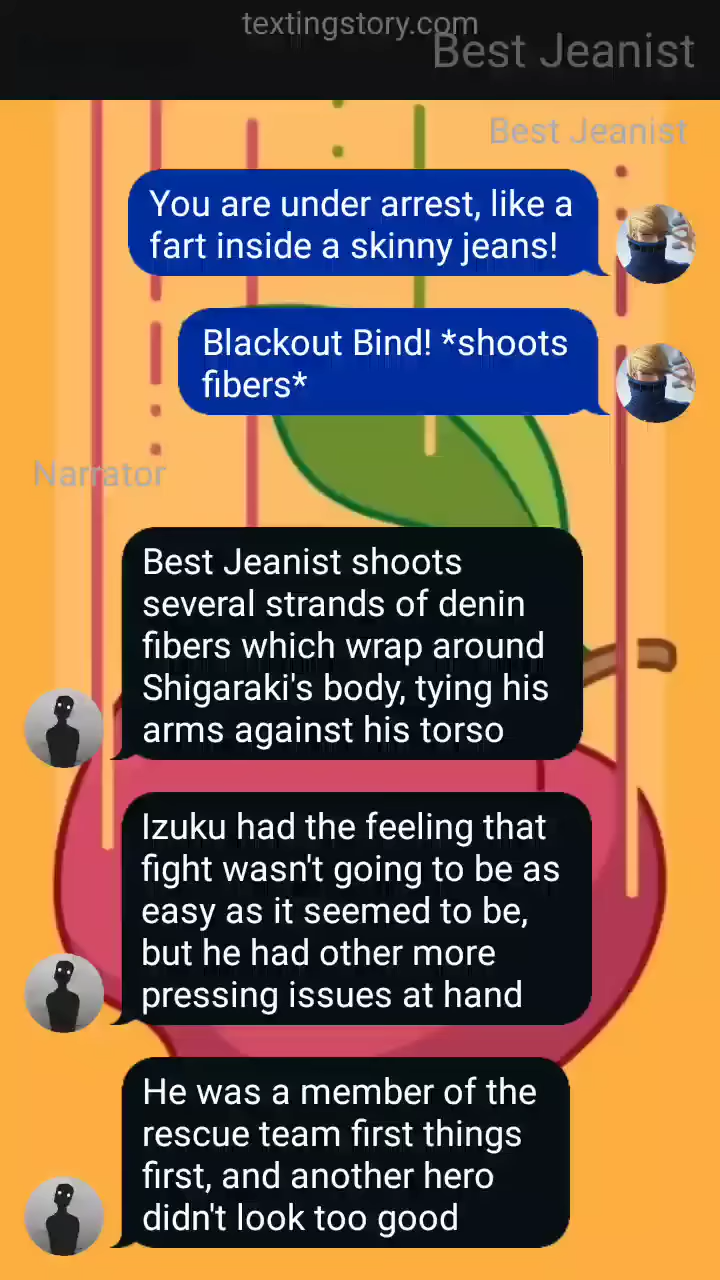 textingstory.com
Best Jeanist
Best Jeanist
You are under arrest, like a
fart inside a skinny jeans!
Blackout Bind! *shoots
fibers*
Narrator
Best Jeanist shoots
several strands of denin
fibers which wrap around
Shigaraki's body, tying his
arms against his torso
Izuku had the feeling that
fight wasn't going to be as
easy as it seemed to be,
but he had other more
pressing issues at hand
He was a member of the
rescue team first things
first, and another hero
didn't look too good